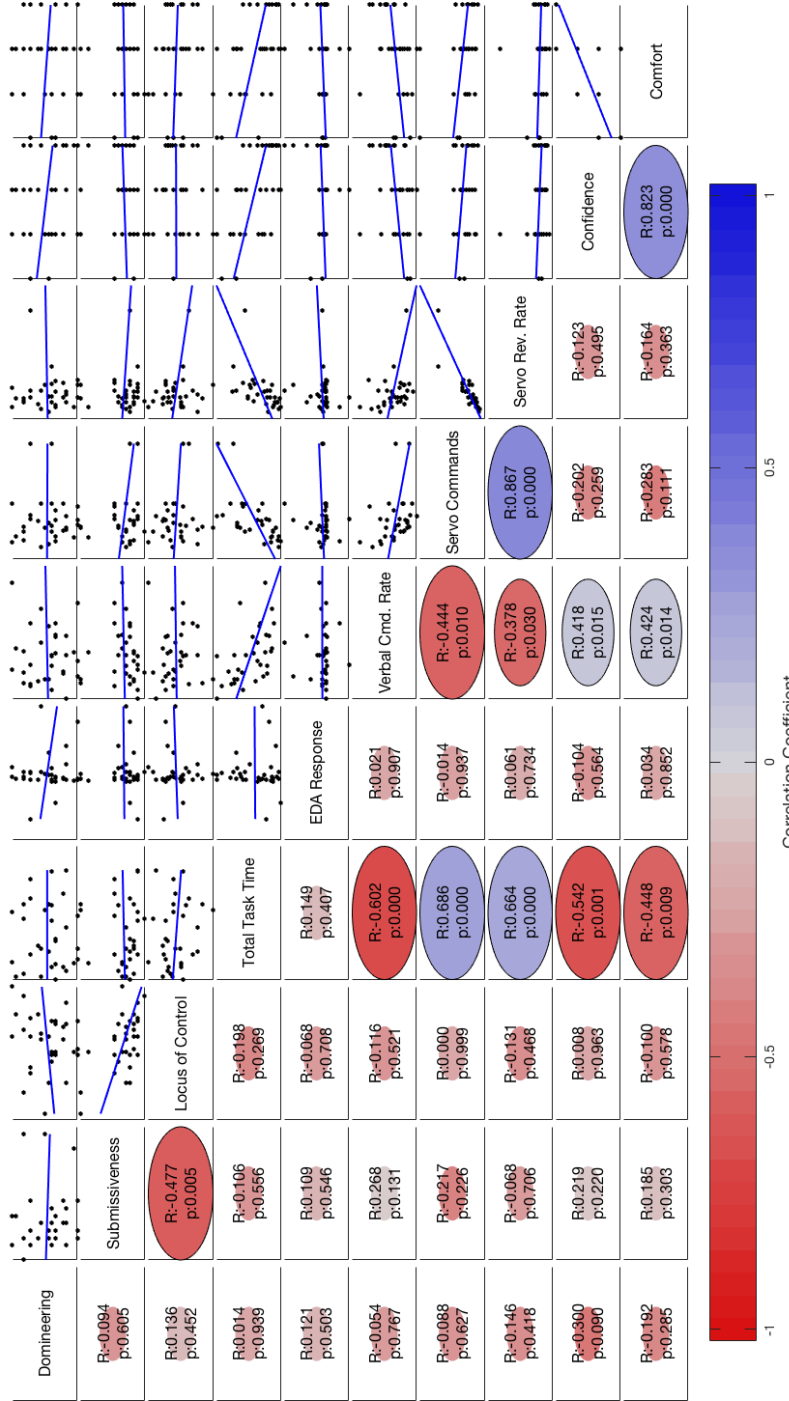 Domineering
R:-0.094
p:0.605
Submissiveness
R:0.136
p:0.452
R:-0.477
p:0.005
Locus of Control
R:0.014
p:0.939
R:-0.106
p:0.556
R:-0.198
p:0.269
Total Task Time
R:0.121
p:0.503
R:0.109
p:0.546
R:-0.068
p:0.708
R:0.149
p:0.407
EDA Response
R:-0.054
p:0.767
R:0.268
p:0.131
R:-0.116
p:0.521
R:-0.602
p:0.000
R:0.021
p:0.907
Verbal Cmd. Rate
R:-0.088
p:0.627
R:-0.217
p:0.226
R:0.000
p:0.999
R:0.686
p:0.000
R:-0.014
p:0.937
R:-0.444
p:0.010
Servo Commands
R:-0.146
p:0.418
R:-0.068
p:0.706
R:-0.131
p:0.468
R:0.664
p:0.000
R:0.061
p:0.734
R:-0.378
p:0.030
R:0.867
p:0.000
Servo Rev. Rate
R:-0.300
p:0.090
R:0.219
p:0.220
R:0.008
p:0.963
R:-0.542
p:0.001
R:-0.104
p:0.564
R:0.418
p:0.015
R:-0.202
p:0.259
R:-0.123
p:0.495
Confidence
R:-0.192
p:0.285
R:0.185
p:0.303
R:-0.100
p:0.578
R:-0.448
p:0.009
R:0.034
p:0.852
R:0.424
p:0.014
R:-0.283
p:0.111
R:-0.164
p:0.363
R:0.823
p:0.000
Comfort
-1
-0.5
0
0.5
1
Correlation Coefficient